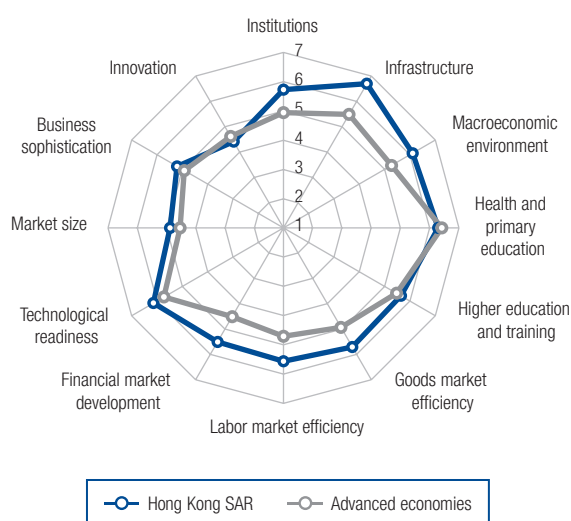 Institutions
7
Infrastructure
6
5
4
3
2
1
Macroeconomic
environment
Health and
primary
education
Higher education
and training
Goods market
efficiency
Labor market efficiency
Financial market
development
Technological
readiness
Market size
Business
sophistication
Innovation
Hong Kong SAR
Advanced economies